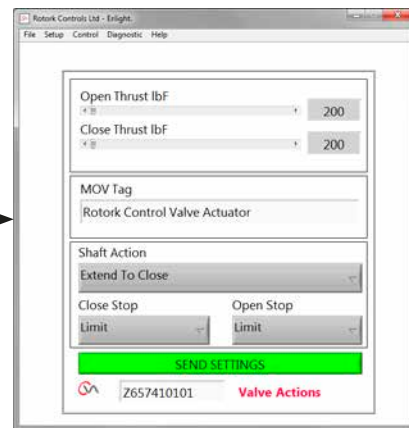 Rotork Controls Ltd - Enlight.
File Setup Control Diagnostic Help
Open Thrust lbF
200
Close Thrust lbF
200
MOV Tag
Rotork Control Valve Actuator
Shaft Action
Extend To Close
Close Stop Open Stop
Limit Limit
SEND SETTINGS
Z657410101 Valve Actions